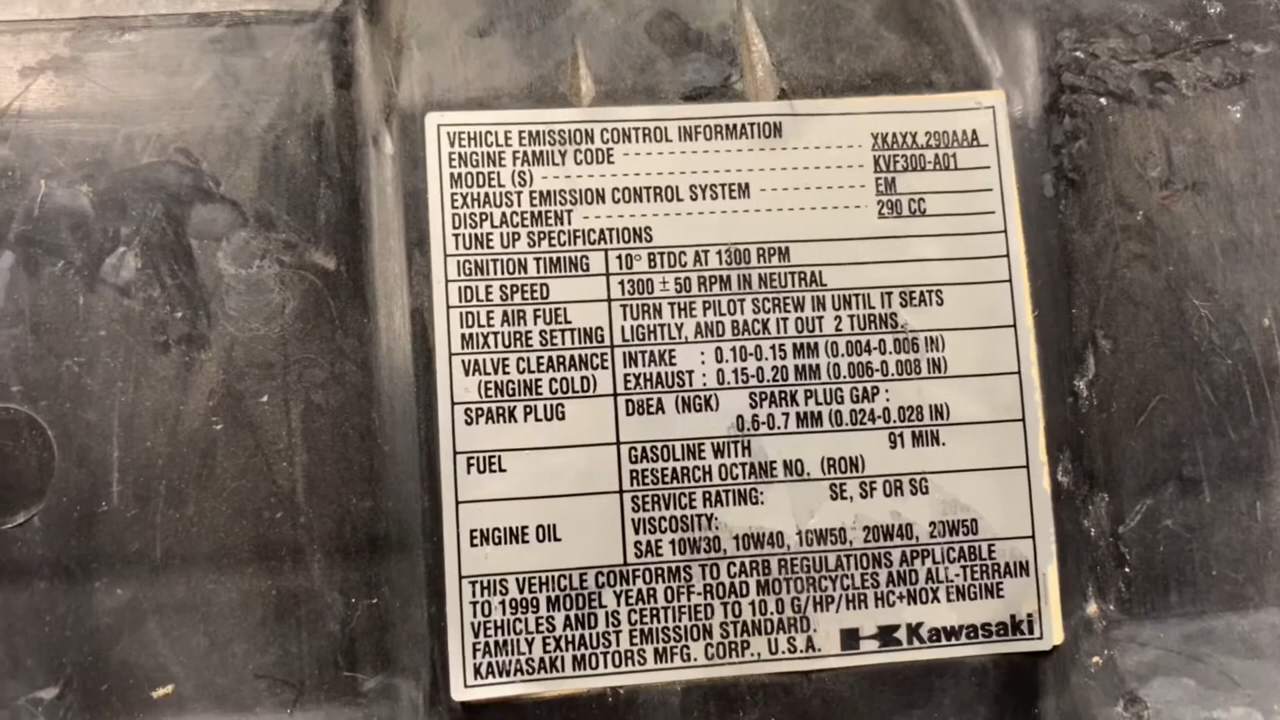 VEHICLE EMISSION CONTROL INFORMATION
ENGINE FAMILY CODE ---------------------- XKAXX.290AAA
MODEL (S) ------------------------------ KVF300-A01
EXHAUST EMISSION CONTROL SYSTEM --------- EM
DISPLACEMENT --------------------------- 290 CC
TUNE UP SPECIFICATIONS
IGNITION TIMING 10° BTDC AT 1300 RPM
IDLE SPEED 1300 ± 50 RPM IN NEUTRAL
IDLE AIR FUEL TURN THE PILOT SCREW IN UNTIL IT SEATS
MIXTURE SETTING LIGHTLY, AND BACK IT OUT 2 TURNS.
VALVE CLEARANCE INTAKE : 0.10-0.15 MM (0.004-0.006 IN)
(ENGINE COLD) EXHAUST : 0.15-0.20 MM (0.006-0.008 IN)
SPARK PLUG D8EA (NGK) SPARK PLUG GAP :
0.6-0.7 MM (0.024-0.028 IN)
FUEL GASOLINE WITH 91 MIN.
RESEARCH OCTANE NO. (RON)
SERVICE RATING: SE, SF OR SG
ENGINE OIL VISCOSITY:
SAE 10W30, 10W40, 10W50, 20W40, 20W50
THIS VEHICLE CONFORMS TO CARB REGULATIONS APPLICABLE
TO 1999 MODEL YEAR OFF-ROAD MOTORCYCLES AND ALL-TERRAIN
VEHICLES AND IS CERTIFIED TO 10.0 G/HP/HR HC+NOX ENGINE
FAMILY EXHAUST EMISSION STANDARD.
KAWASAKI MOTORS MFG. CORP., U.S.A. Kawasaki